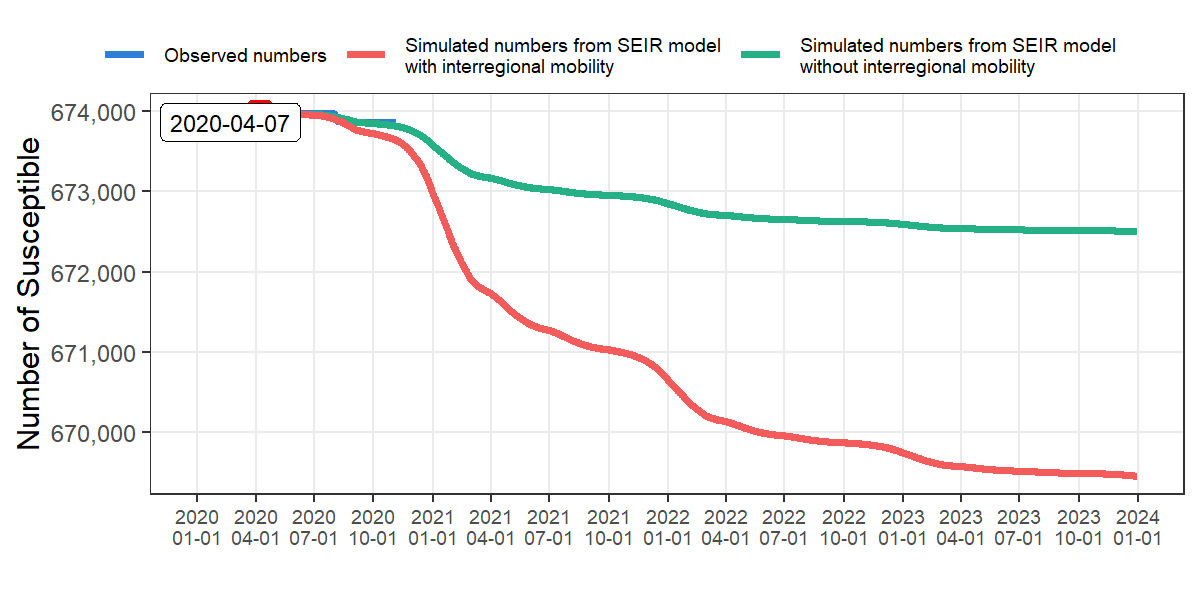 Observed numbers
Simulated numbers from SEIR model
with interregional mobility
Simulated numbers from SEIR model
without interregional mobility
Number of Susceptible
674,000
673,000
672,000
671,000
670,000
2020-04-07
2020 2020 2020 2020 2021 2021 2021 2021 2022 2022 2022 2022 2023 2023 2023 2023 2024
01-01 04-01 07-01 10-01 01-01 04-01 07-01 10-01 01-01 04-01 07-01 10-01 01-01 04-01 07-01 10-01 01-01